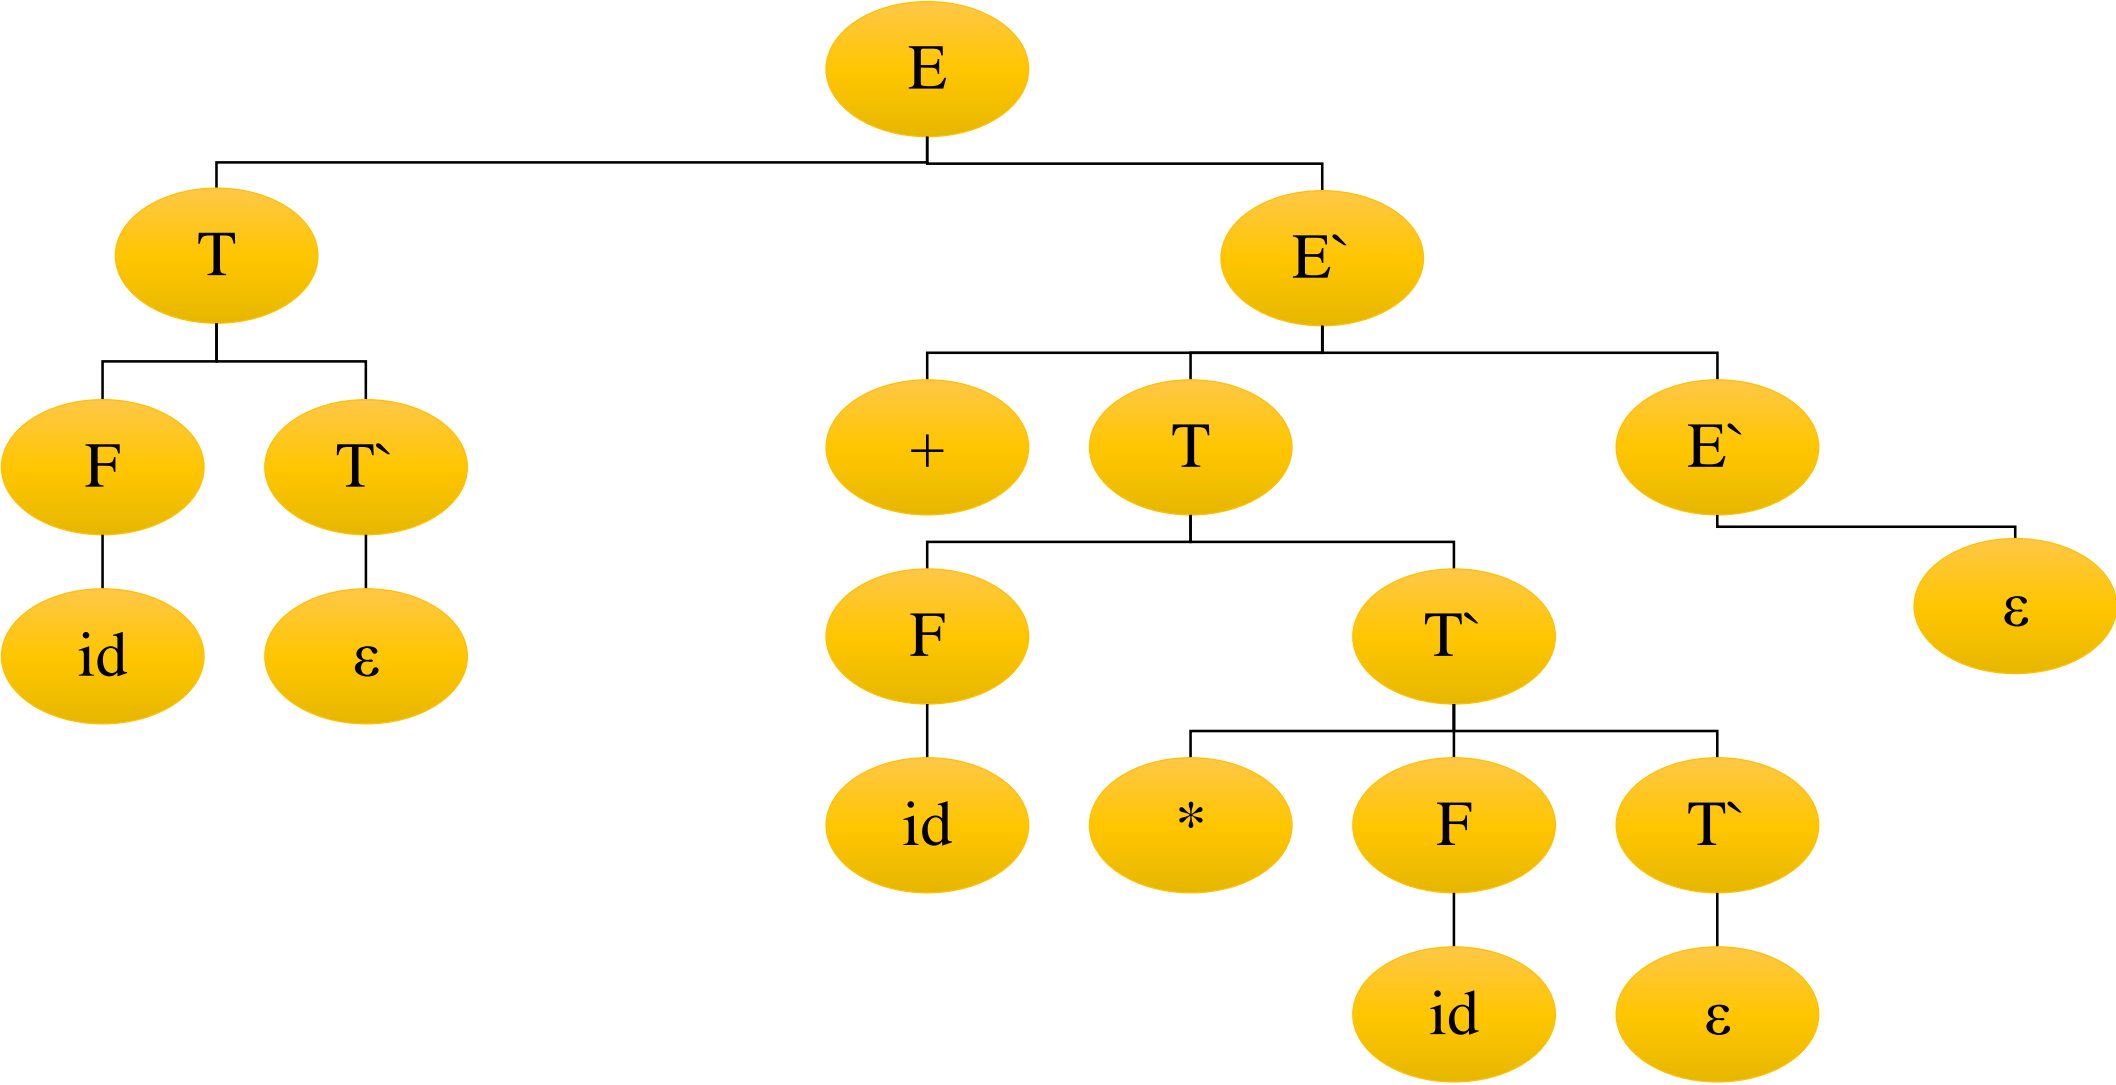 E
T
E`
F
T`
+
T
E`
id
ε
F
T`
ε
id
*
F
T`
id
ε